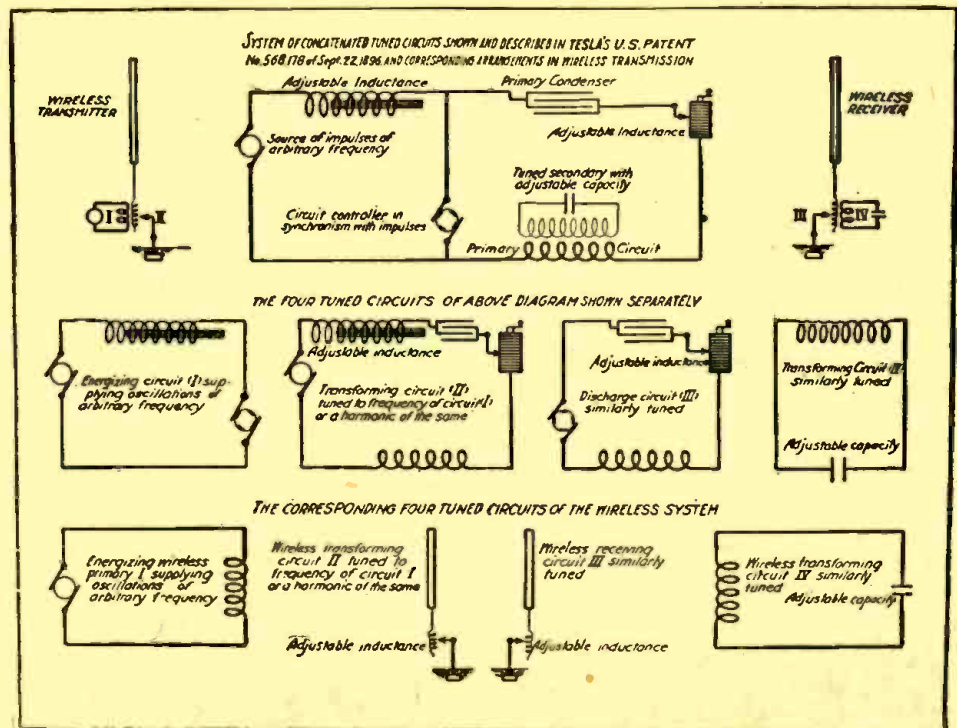 SYSTEM OF CONCATENATED TUNED CIRCUITS SHOWN AND DESCRIBED IN TESLA'S U.S. PATENT
No. 568,178 of Sept. 22, 1896, AND CORRESPONDING ARRANGEMENTS IN WIRELESS TRANSMISSION
WIRELESS
TRANSMITTER
I
II
Adjustable Inductance
Primary Condenser
Adjustable Inductance
Source of impulses of
arbitrary frequency
Tuned secondary with
adjustable capacity
Circuit controller in
synchronism with impulses
Primary
Circuit
WIRELESS
RECEIVER
III
IV
THE FOUR TUNED CIRCUITS OF ABOVE DIAGRAM SHOWN SEPARATELY
Energizing circuit (I) sup-
plying oscillations of
arbitrary frequency
Adjustable inductance
Transforming circuit (II)
tuned to frequency of circuit (I)
or a harmonic of the same
Adjustable inductance
Discharge circuit (III)
similarly tuned
Transforming Circuit (IV)
similarly tuned
Adjustable capacity
THE CORRESPONDING FOUR TUNED CIRCUITS OF THE WIRELESS SYSTEM
Energizing wireless
primary I supplying
oscillations of
arbitrary frequency
Wireless transforming
circuit II tuned to
frequency of circuit I
or a harmonic of the same
Adjustable inductance
Wireless receiving
circuit III similarly
tuned
Adjustable inductance
Wireless transforming
circuit IV similarly
tuned
Adjustable capacity